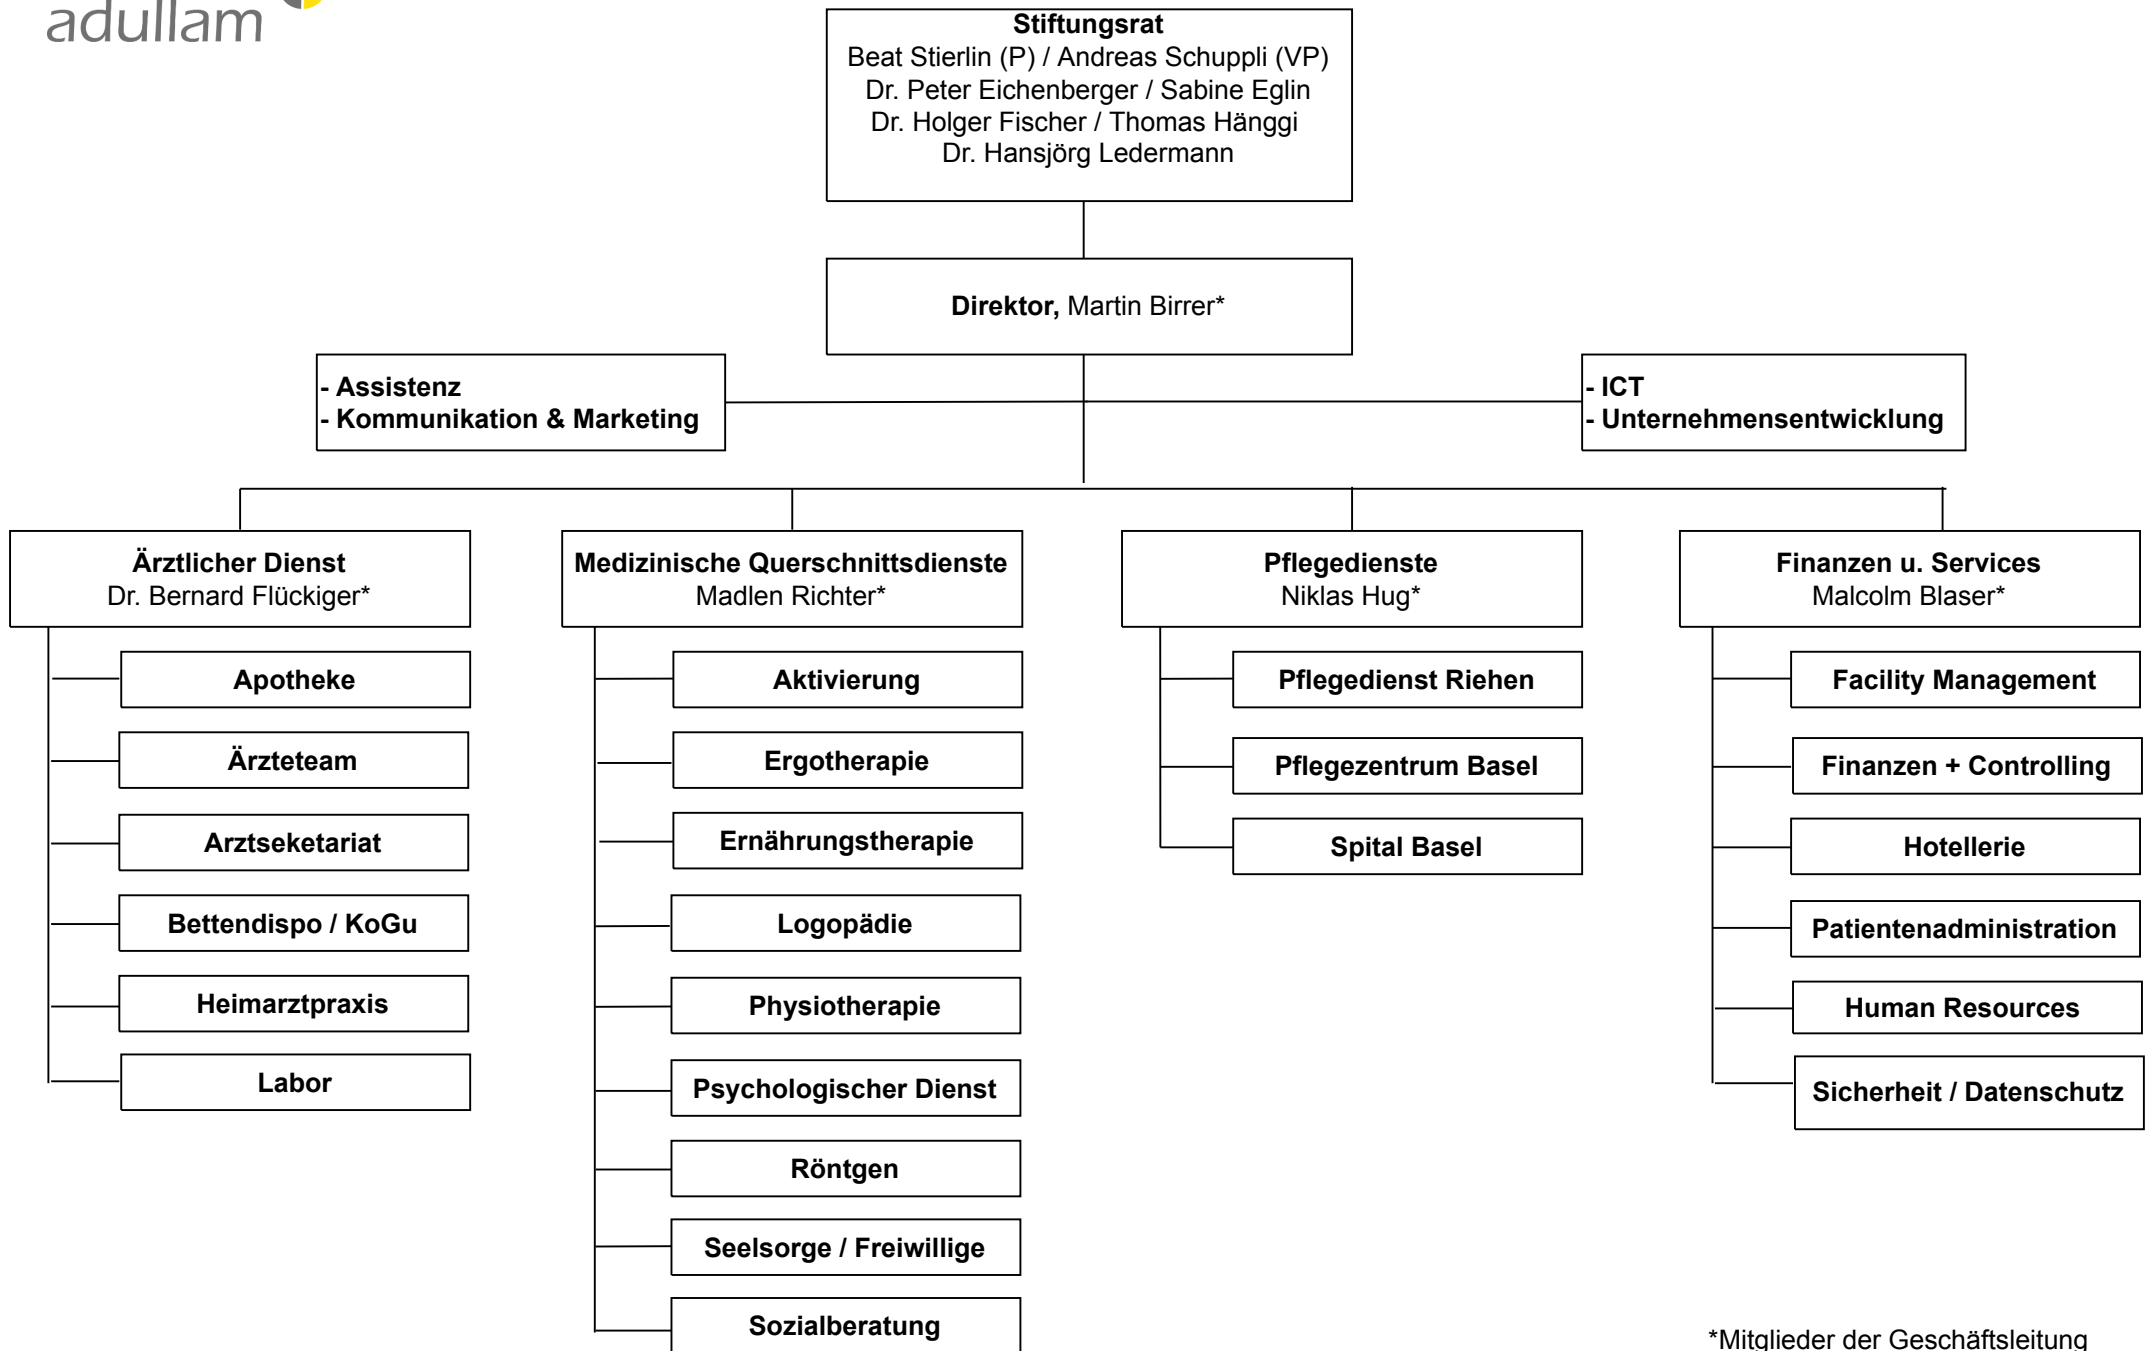 adullam
Stiftungsrat
Beat Stierlin (P) / Andreas Schuppli (VP)
Dr. Peter Eichenberger / Sabine Eglin
Dr. Holger Fischer / Thomas Hänggi
Dr. Hansjörg Ledermann
Direktor, Martin Birrer*
- Assistenz
- Kommunikation & Marketing
- ICT
- Unternehmensentwicklung
Ärztlicher Dienst
Dr. Bernard Flückiger*
Apotheke
Ärzteteam
Arztseketariat
Bettendispo / KoGu
Heimarztpraxis
Labor
Medizinische Querschnittsdienste
Madlen Richter*
Aktivierung
Ergotherapie
Ernährungstherapie
Logopädie
Physiotherapie
Psychologischer Dienst
Röntgen
Seelsorge / Freiwillige
Sozialberatung
Pflegedienste
Niklas Hug*
Pflegedienst Riehen
Pflegezentrum Basel
Spital Basel
Finanzen u. Services
Malcolm Blaser*
Facility Management
Finanzen + Controlling
Hotellerie
Patientenadministration
Human Resources
Sicherheit / Datenschutz
*Mitglieder der Geschäftsleitung